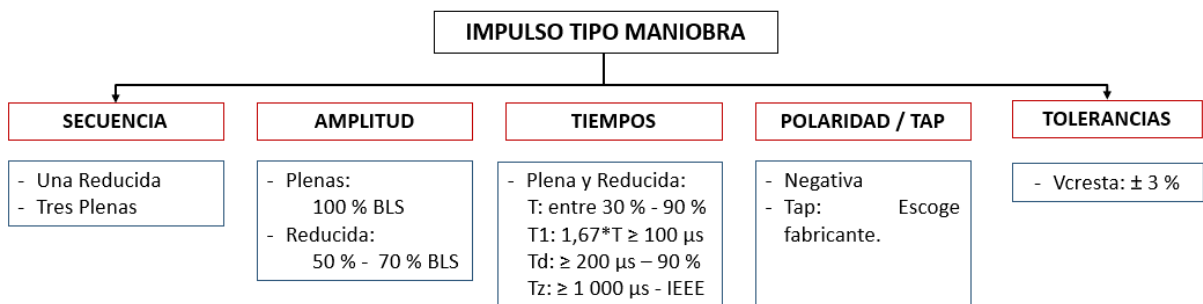 IMPULSO TIPO MANIOBRA
SECUENCIA
- Una Reducida
- Tres Plenas
AMPLITUD
- Plenas:
100 % BLS
- Reducida:
50 % - 70 % BLS
TIEMPOS
- Plena y Reducida:
T: entre 30 % - 90 %
T1: 1,67*T ≥ 100 µs
Td: ≥ 200 µs – 90 %
Tz: ≥ 1 000 µs - IEEE
POLARIDAD / TAP
- Negativa
- Tap: Escoge
fabricante.
TOLERANCIAS
- Vcresta: ± 3 %